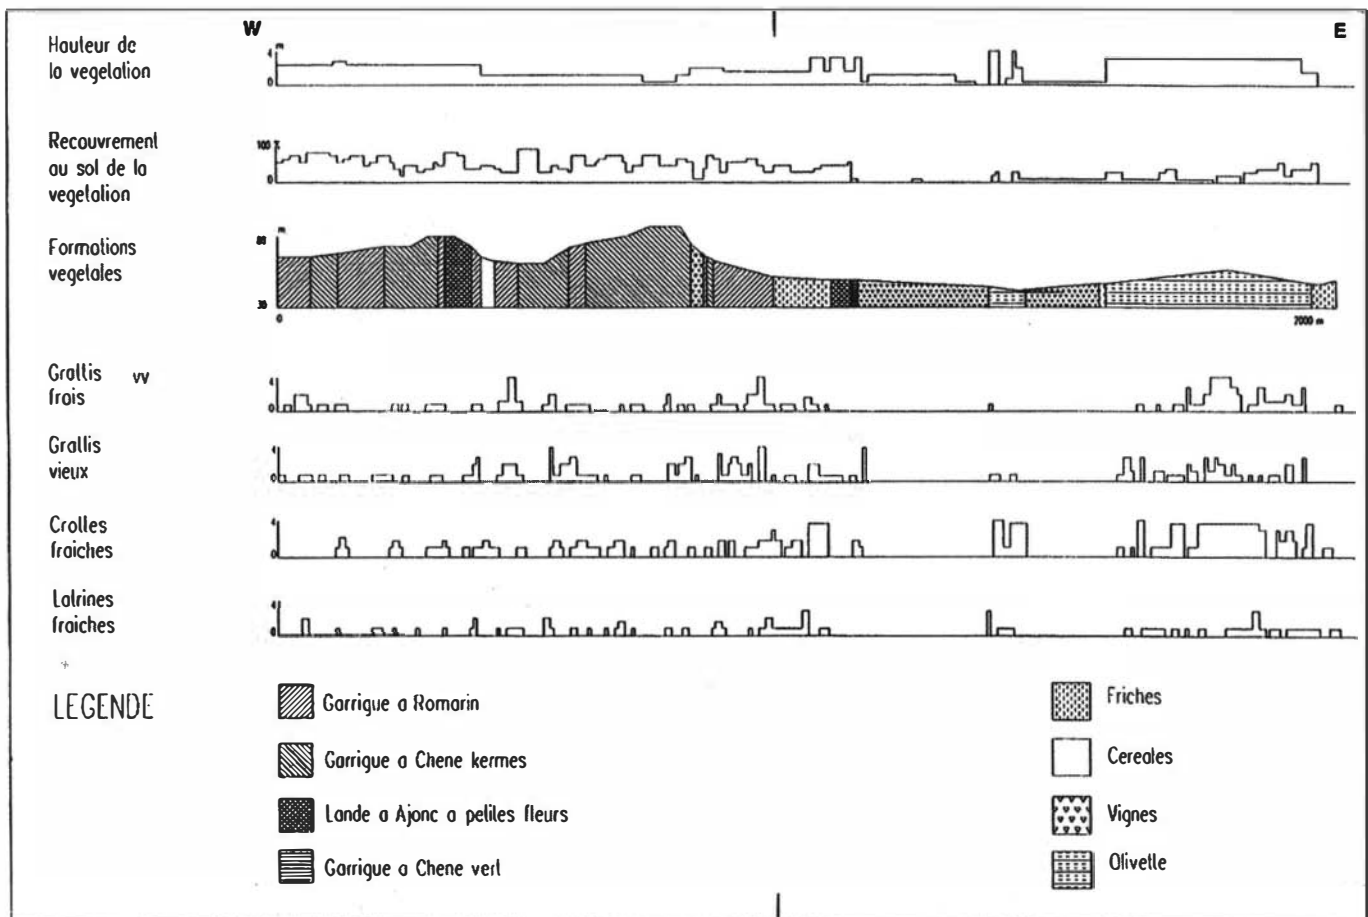 W
E
Hauteur de
la vegetation
m
4
0
Recouvrement
au sol de la
vegetation
100 %
0
Formations
vegetales
m
80
30
0
2000 m
Grattis vv
frais
4
0
Grattis
vieux
4
0
Crottes
fraiches
4
0
Latrines
fraiches
4
0
LEGENDE
Garrigue a Romarin
Garrigue a Chene kermes
Lande a Ajonc a petites fleurs
Garrigue a Chene vert
Friches
Cereales
Vignes
Olivette